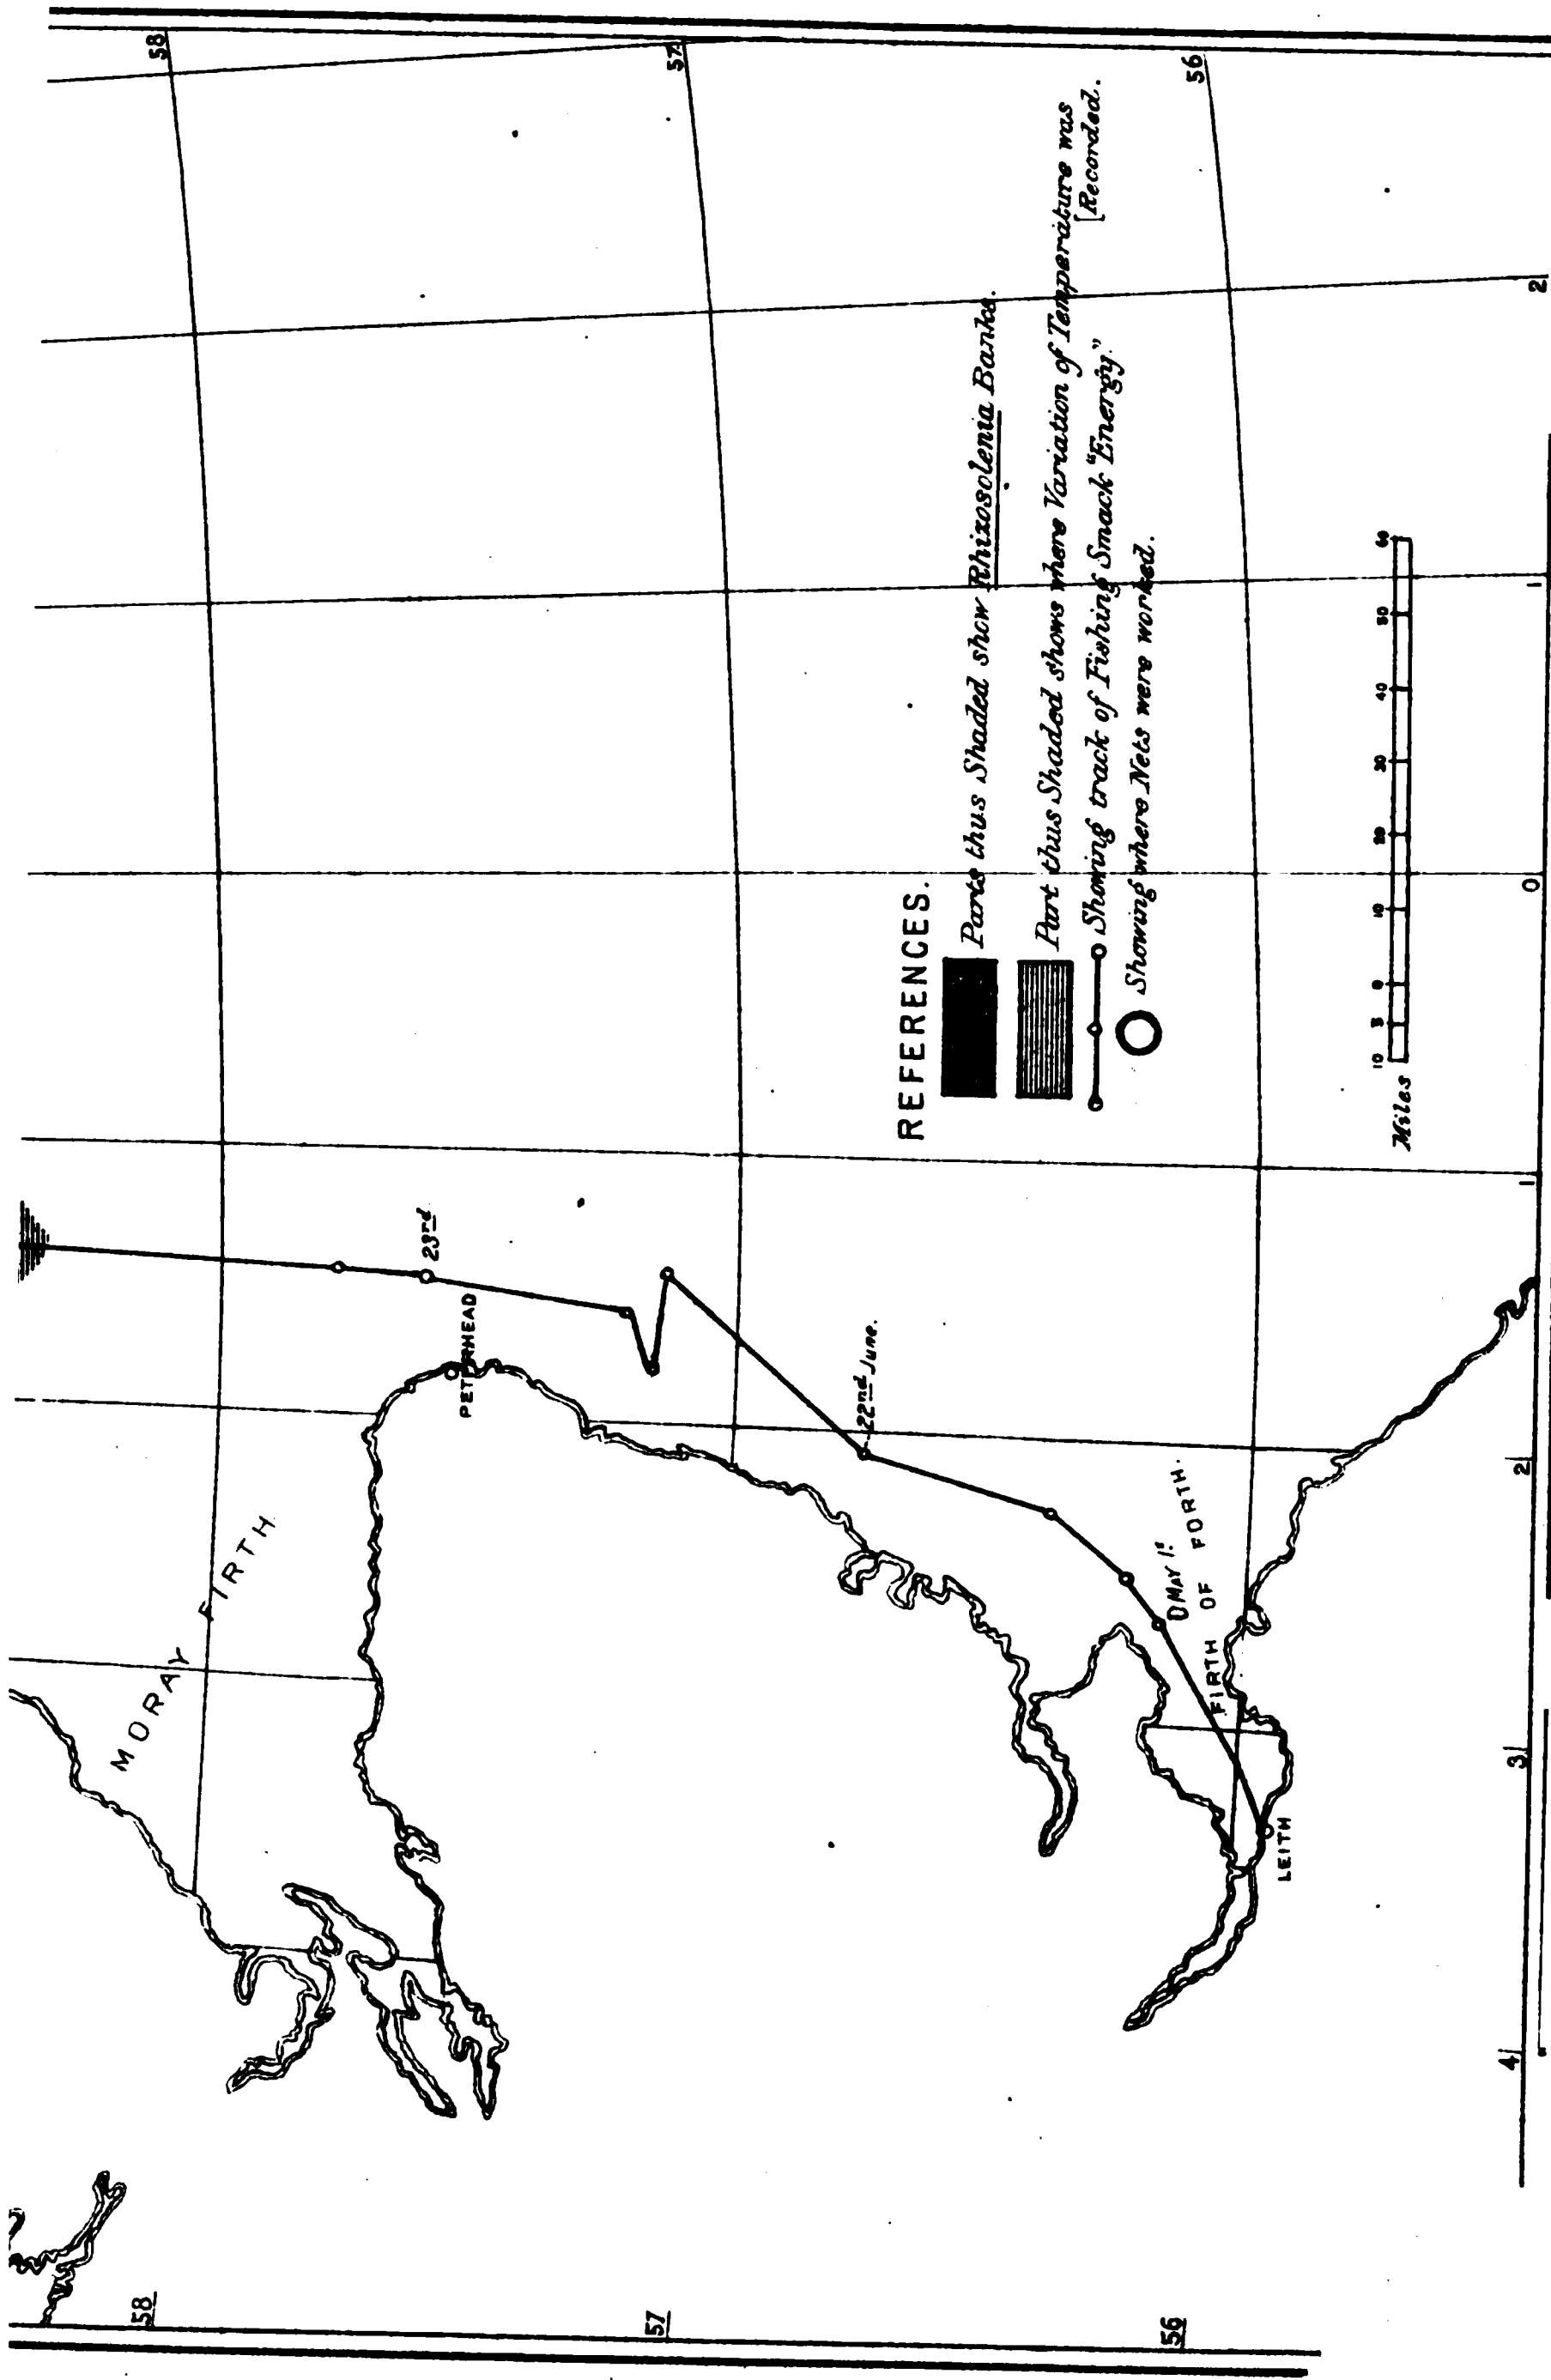 58
57
56
MORAY FIRTH
PETERHEAD
23rd
22nd June.
MAY Id
FIRTH OF FORTH.
LEITH
REFERENCES.
Parts thus Shaded show Rhizosolenia Banks.
Part thus Shaded shows where Variation of Temperature was
[Recorded.
Showing track of Fishing Smack "Energy"
Showing where Nets were worked.
Miles
10 5 0 10 20 30 40 50 60
58
57
56
4 3 2 1 0 1 2